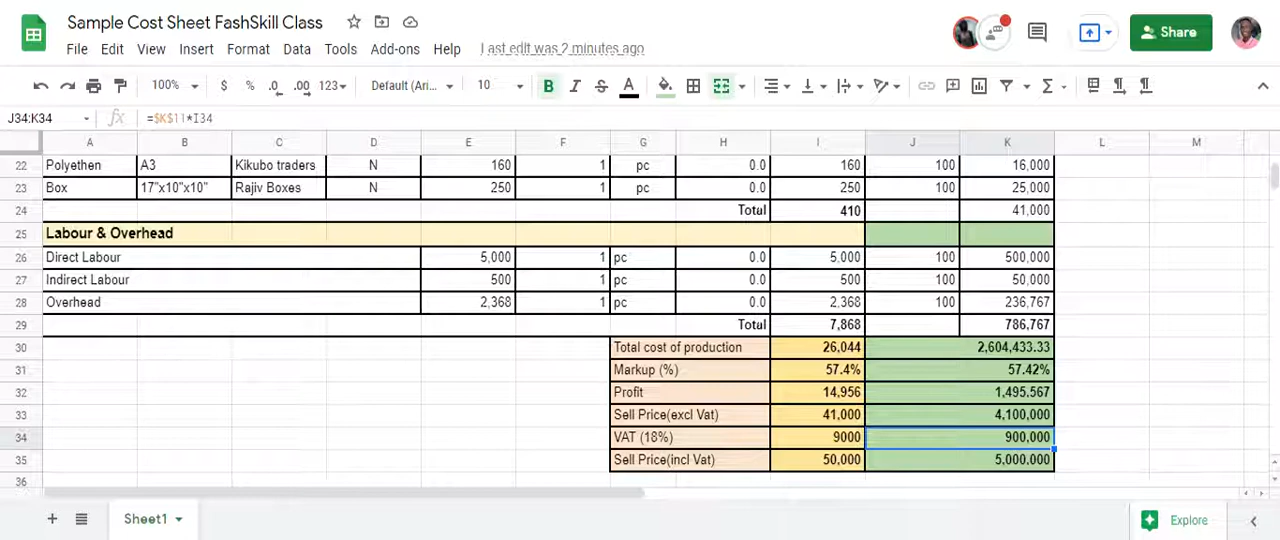 Sample Cost Sheet FashSkill Class
File Edit View Insert Format Data Tools Add-ons Help Last edit was 2 minutes ago
Share
100% $ % .0 .00 123 Default (Ari... 10 B I S A
J34:K34 fx =$K$11*I34
A B C D E F G H I J K L M
22 Polyethen A3 Kikubo traders N 160 1 pc 0.0 160 100 16,000
23 Box 17"x10"x10" Rajiv Boxes N 250 1 pc 0.0 250 100 25,000
24 Total 410 41,000
25 Labour & Overhead
26 Direct Labour 5,000 1 pc 0.0 5,000 100 500,000
27 Indirect Labour 500 1 pc 0.0 500 100 50,000
28 Overhead 2,368 1 pc 0.0 2,368 100 236,767
29 Total 7,868 786,767
30 Total cost of production 26,044 2,604,433.33
31 Markup (%) 57.4% 57.42%
32 Profit 14,956 1,495,567
33 Sell Price(excl Vat) 41,000 4,100,000
34 VAT (18%) 9000 900,000
35 Sell Price(incl Vat) 50,000 5,000,000
36
Sheet1 Explore